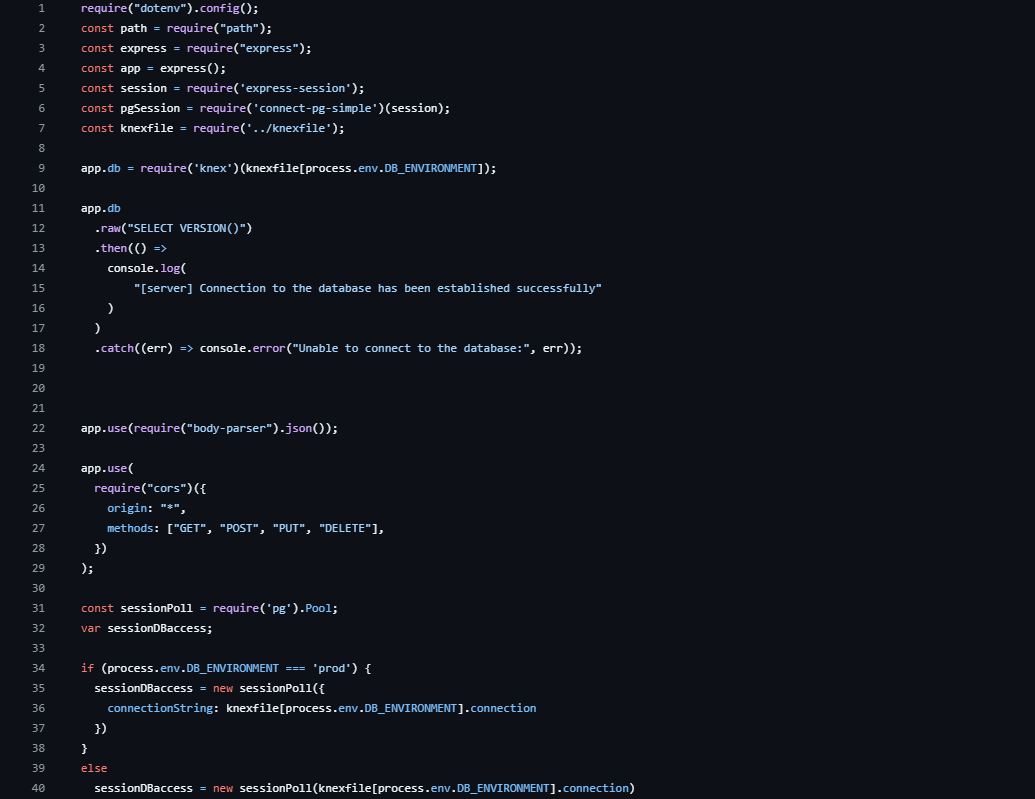 1 require("dotenv").config();
2 const path = require("path");
3 const express = require("express");
4 const app = express();
5 const session = require('express-session');
6 const pgSession = require('connect-pg-simple')(session);
7 const knexfile = require('../knexfile');
8
9 app.db = require('knex')(knexfile[process.env.DB_ENVIRONMENT]);
10
11 app.db
12   .raw("SELECT VERSION()")
13   .then(() =>
14     console.log(
15         "[server] Connection to the database has been established successfully"
16     )
17   )
18   .catch((err) => console.error("Unable to connect to the database:", err));
19
20
21
22 app.use(require("body-parser").json());
23
24 app.use(
25   require("cors")({
26     origin: "*",
27     methods: ["GET", "POST", "PUT", "DELETE"],
28   })
29 );
30
31 const sessionPoll = require('pg').Pool;
32 var sessionDBaccess;
33
34 if (process.env.DB_ENVIRONMENT === 'prod') {
35   sessionDBaccess = new sessionPoll({
36     connectionString: knexfile[process.env.DB_ENVIRONMENT].connection
37   })
38 }
39 else
40   sessionDBaccess = new sessionPoll(knexfile[process.env.DB_ENVIRONMENT].connection)